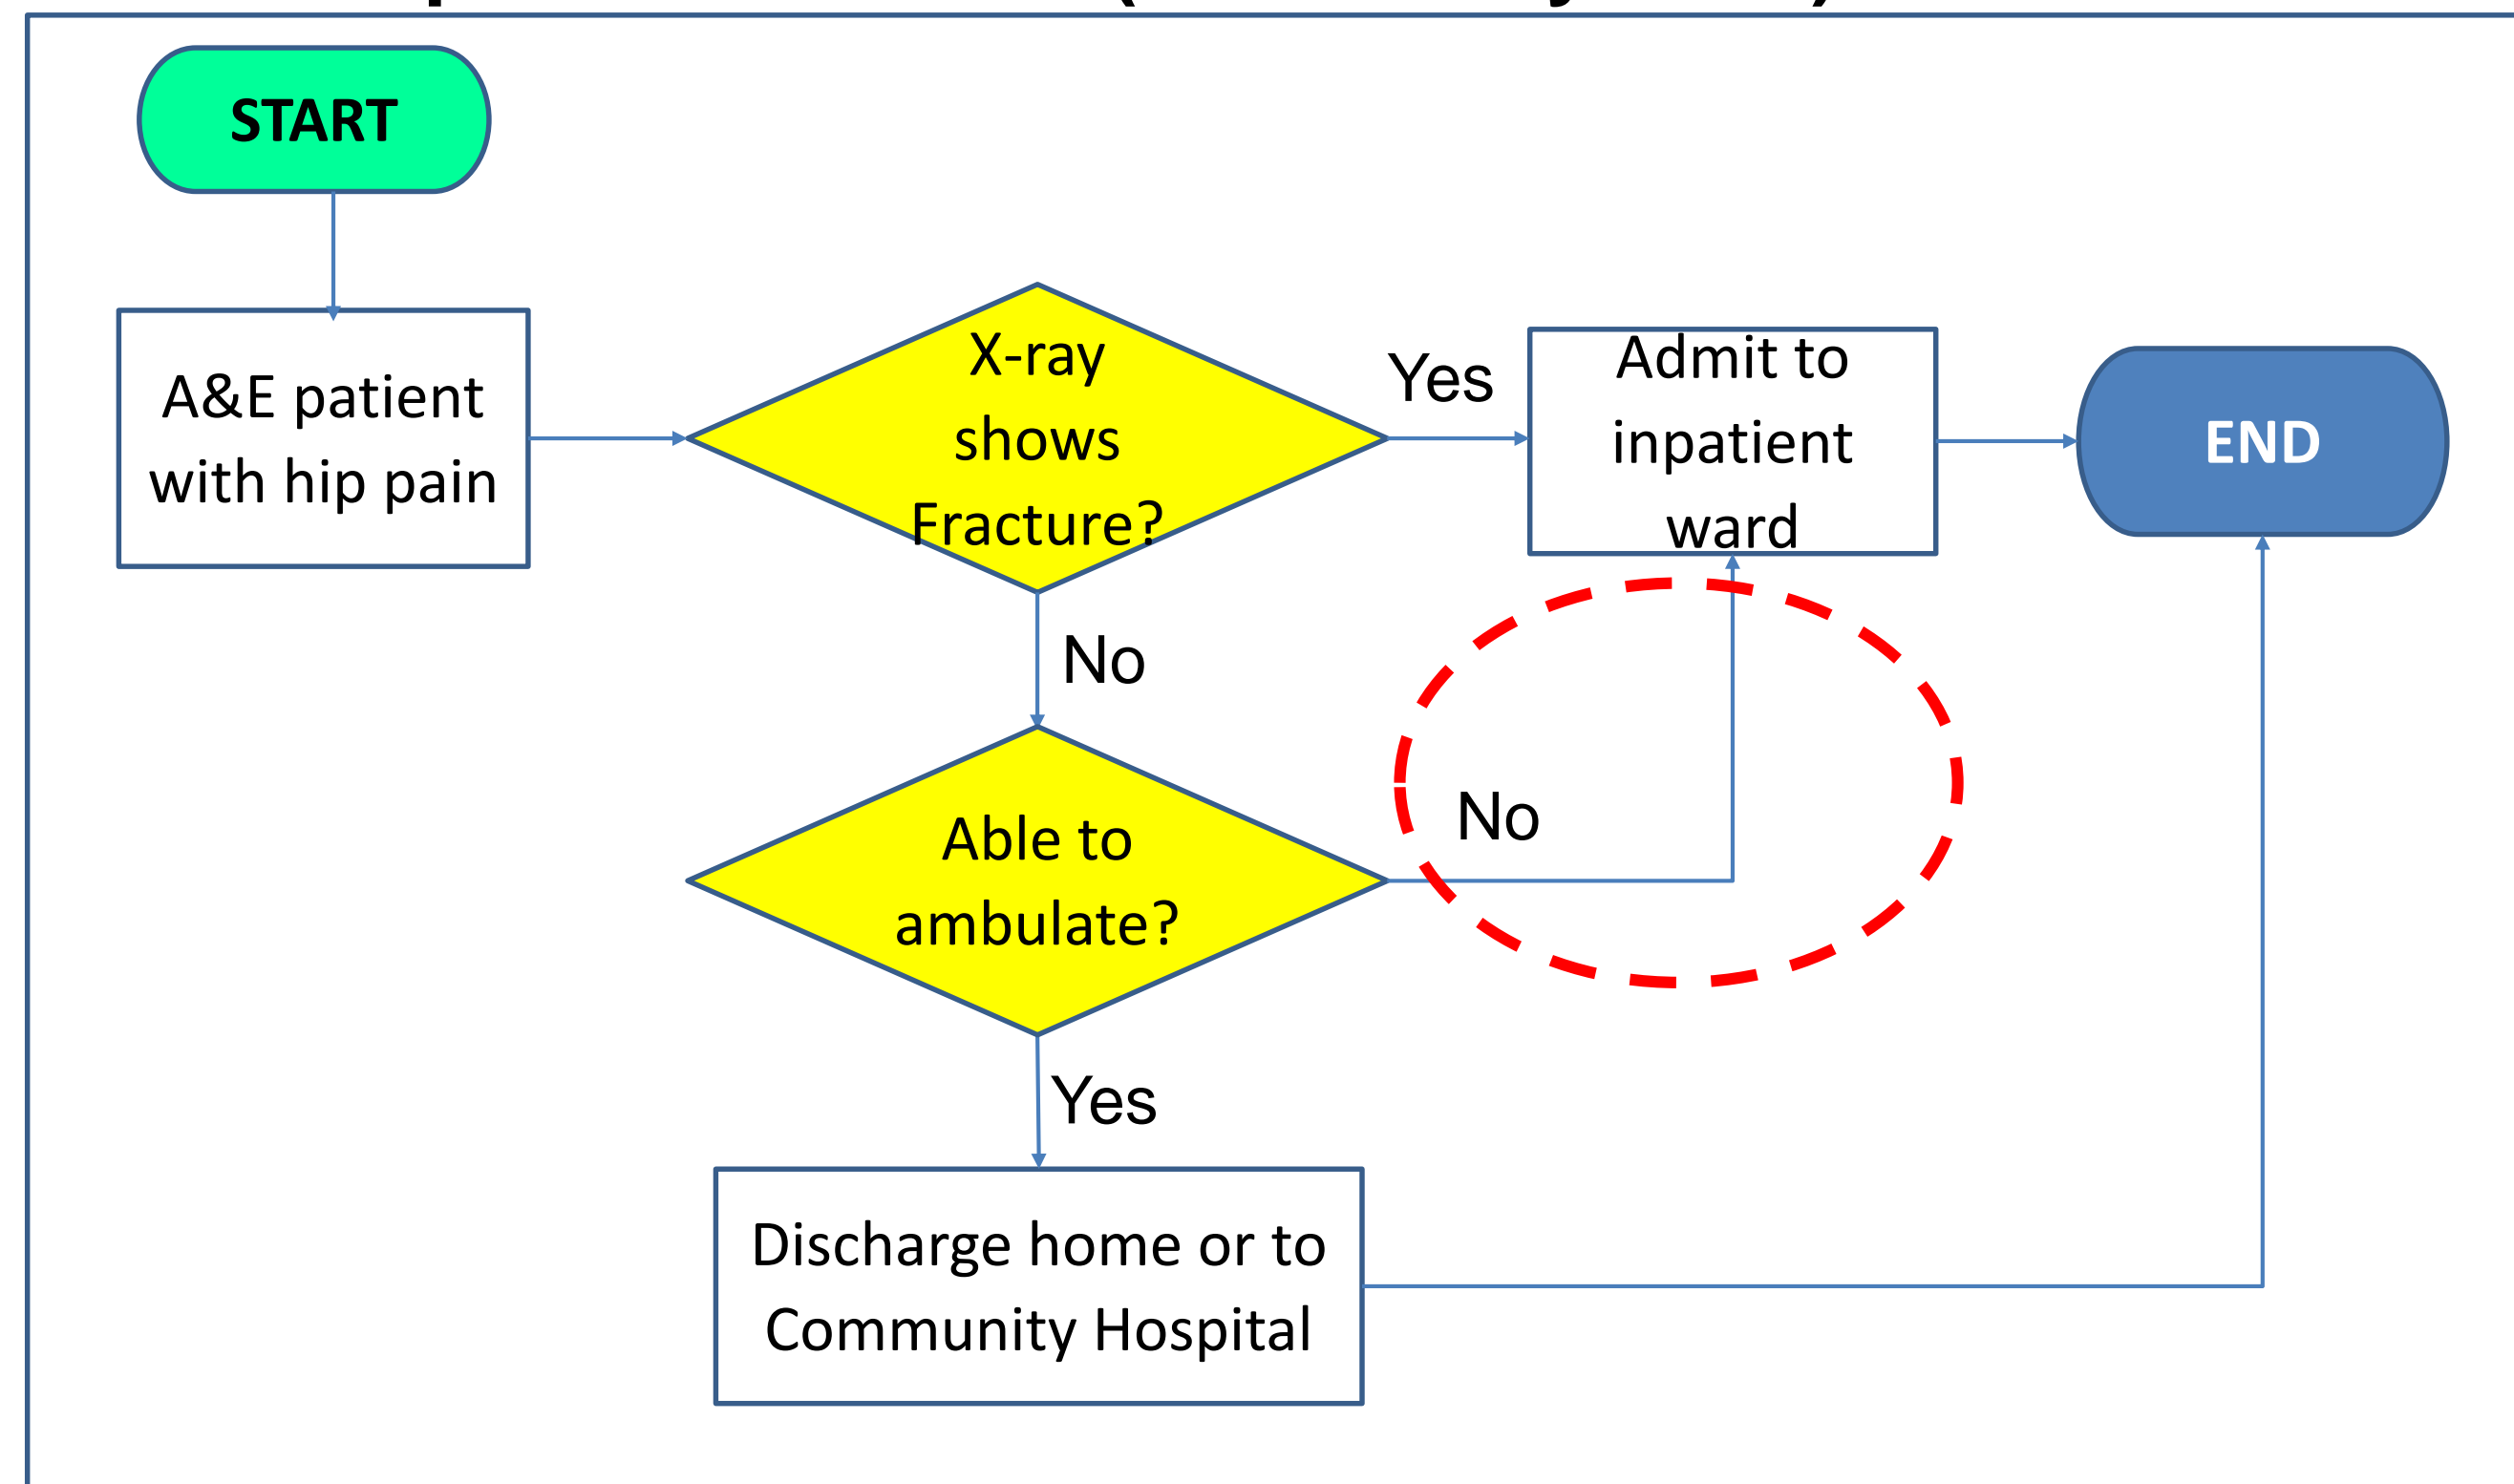 START
A&E patient
with hip pain
X-ray
shows
Fracture?
Yes
Admit to
inpatient
ward
END
No
Able to
ambulate?
No
Yes
Discharge home or to
Community Hospital